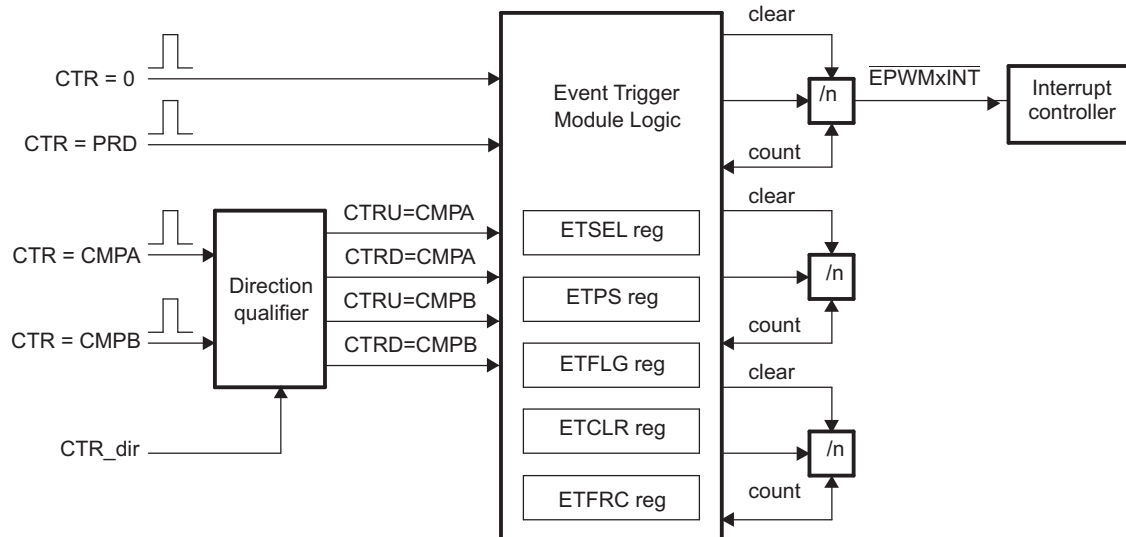 CTR = 0
CTR = PRD
CTR = CMPA
CTR = CMPB
CTR_dir
Direction
qualifier
CTRU=CMPA
CTRD=CMPA
CTRU=CMPB
CTRD=CMPB
Event Trigger
Module Logic
ETSEL reg
ETPS reg
ETFLG reg
ETCLR reg
ETFRC reg
clear
/n
count
EPWMxINT
Interrupt
controller
clear
/n
count
clear
/n
count